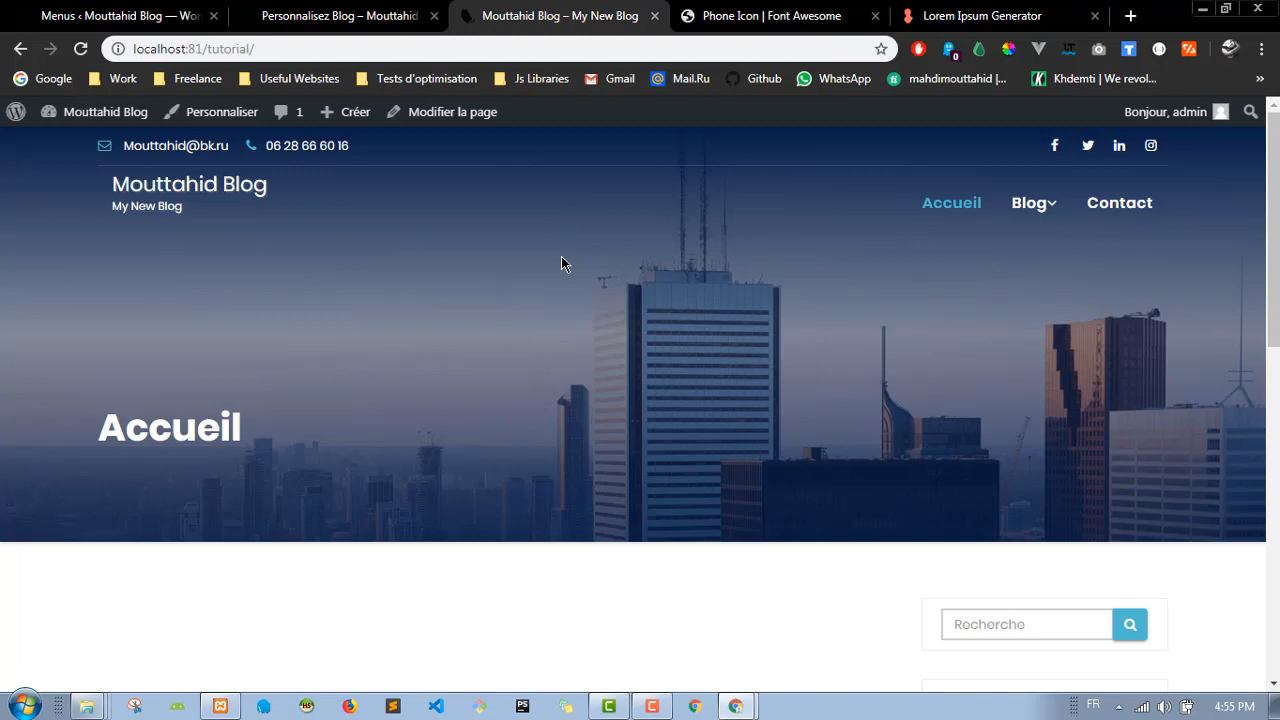 Menus ‹ Mouttahid Blog — Wor
Personnalisez Blog – Mouttahid
Mouttahid Blog – My New Blog
Phone Icon | Font Awesome
Lorem Ipsum Generator
localhost:81/tutorial/
0
LT
Google
Work
Freelance
Useful Websites
Tests d'optimisation
Js Libraries
Gmail
Mail.Ru
Github
WhatsApp
fi mahdimouttahid |...
Khdemti | We revol...
»
Mouttahid Blog
Personnaliser
1
Créer
Modifier la page
Bonjour, admin
Mouttahid@bk.ru
06 28 66 60 16
Mouttahid Blog
My New Blog
Accueil
Blog
Contact
Accueil
Recherche
FR
4:55 PM